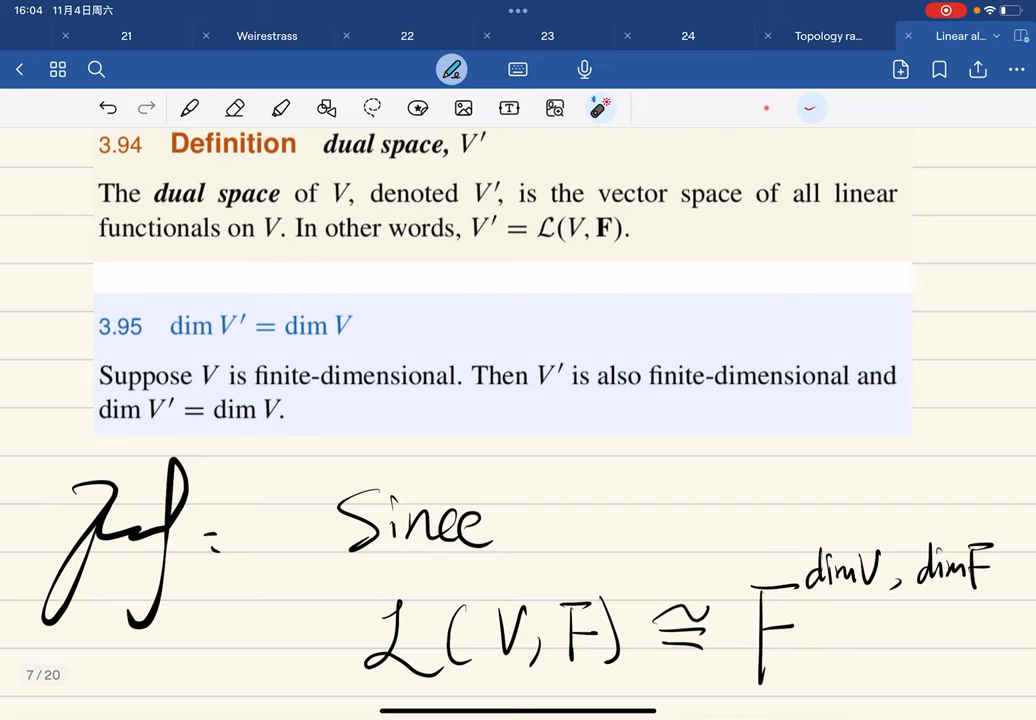 16:04 11月4日周六
21 Weirestrass 22 23 24 Topology ra... Linear al...
3.94 Definition dual space, V′
The dual space of V, denoted V′, is the vector space of all linear
functionals on V. In other words, V′ = ℒ(V, F).
3.95 dim V′ = dim V
Suppose V is finite-dimensional. Then V′ is also finite-dimensional and
dim V′ = dim V.
Pf: Since
ℒ(V, F) ≅ F^{dimV, dimF}
7 / 20